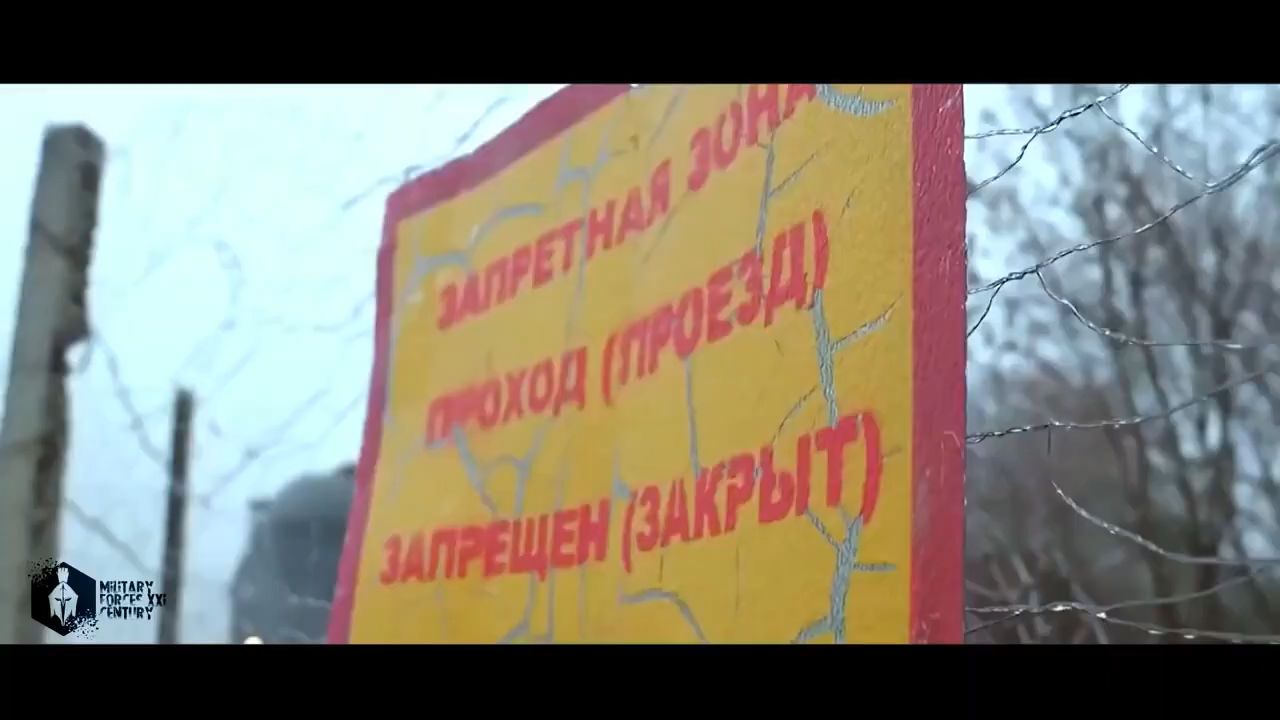 ЗАПРЕТНАЯ ЗОНА
ПРОХОД (ПРОЕЗД)
ЗАПРЕЩЕН (ЗАКРЫТ)
MILITARY
FORCES XXI
CENTURY